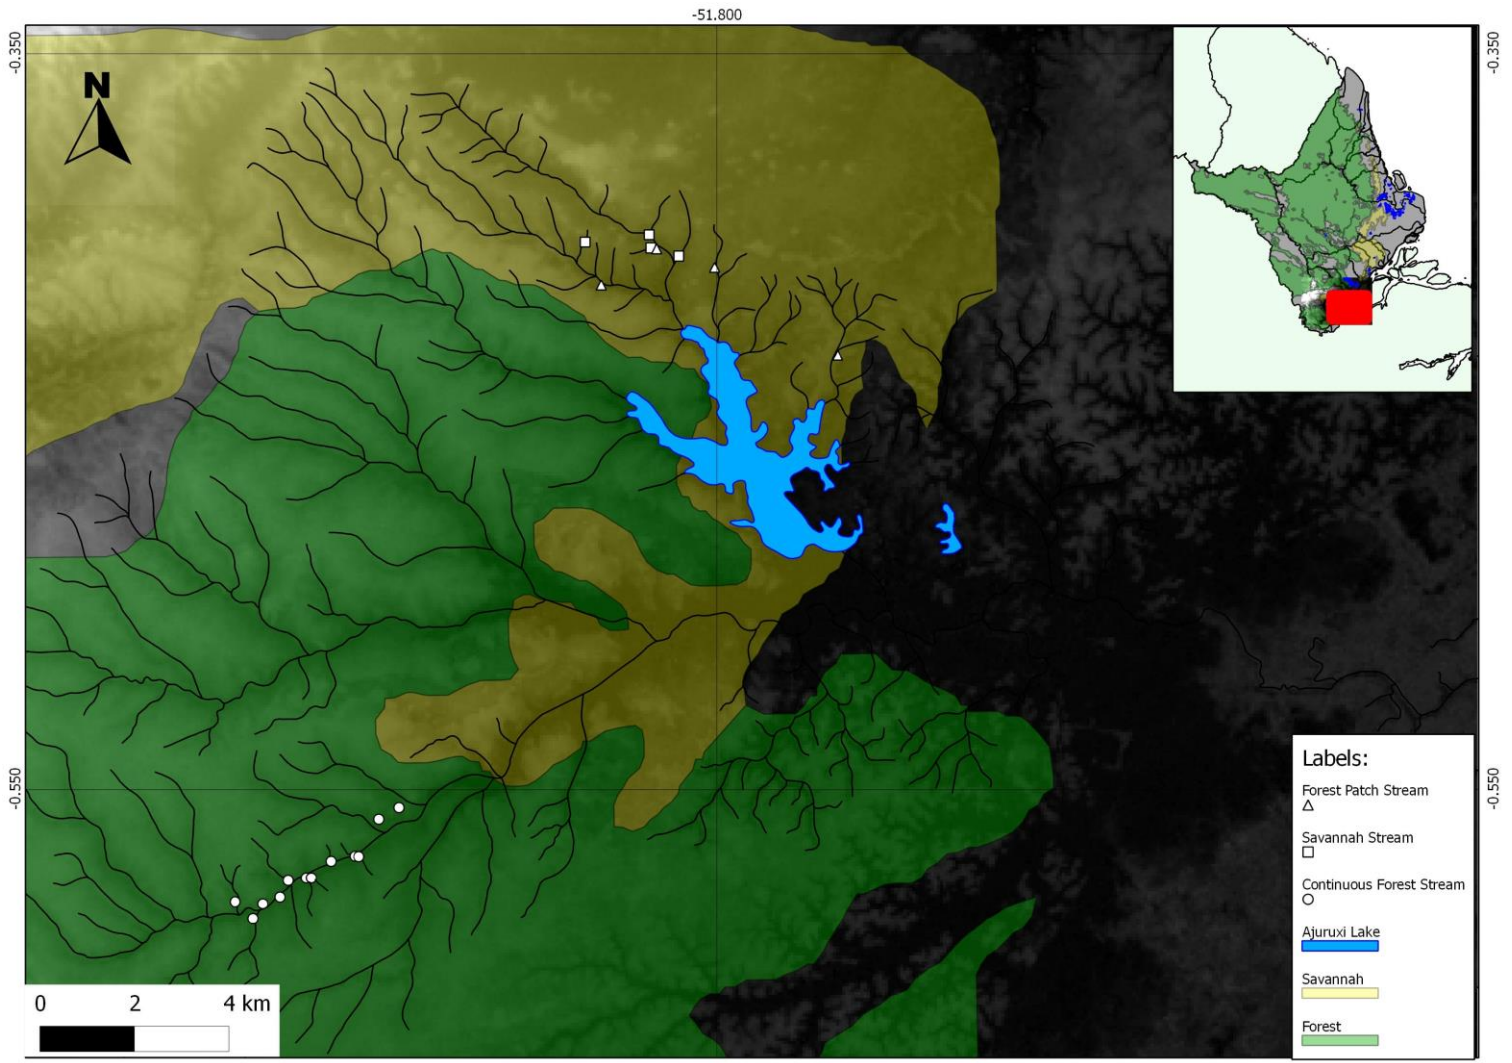 -51.800
-0.350
-0.350
N
-0.550
-0.550
Labels:
Forest Patch Stream
Savannah Stream
Continuous Forest Stream
Ajuruxi Lake
Savannah
Forest
0 2 4 km